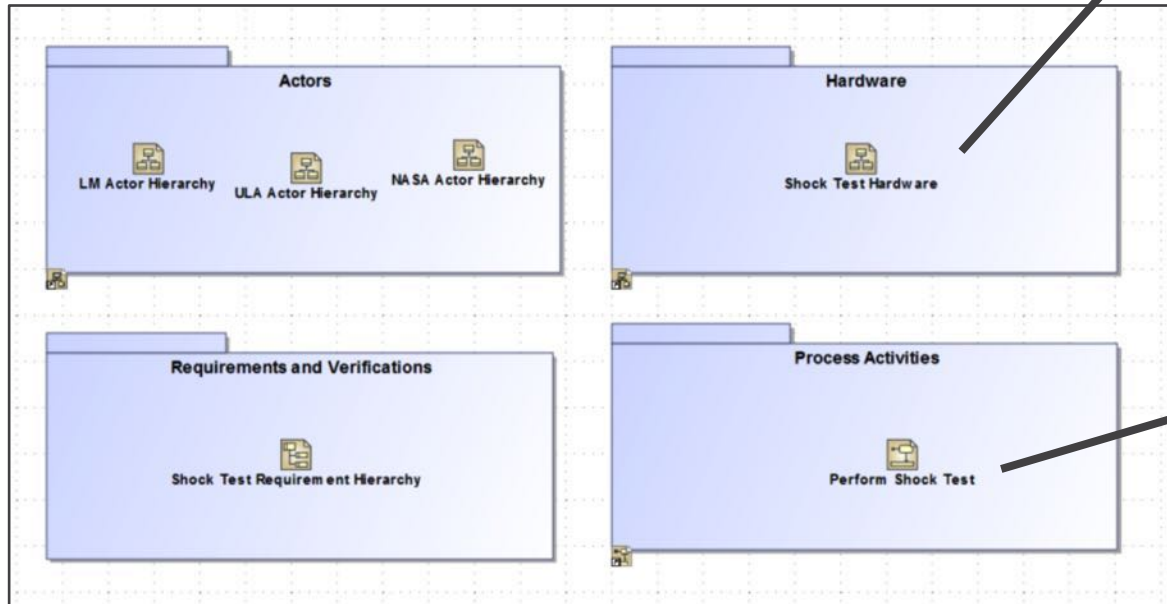 Actors
LM Actor Hierarchy
ULA Actor Hierarchy
NASA Actor Hierarchy
Hardware
Shock Test Hardware
Requirements and Verifications
Shock Test Requirement Hierarchy
Process Activities
Perform Shock Test